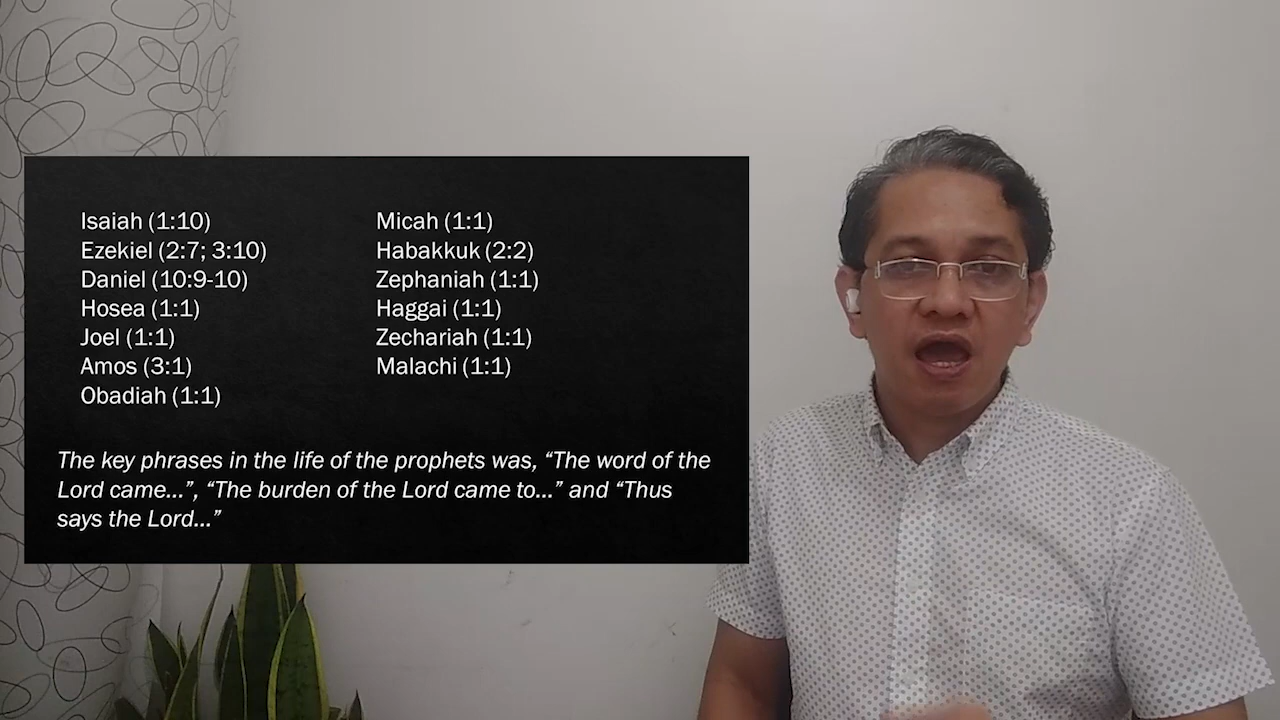 Isaiah (1:10)
Ezekiel (2:7; 3:10)
Daniel (10:9-10)
Hosea (1:1)
Joel (1:1)
Amos (3:1)
Obadiah (1:1)
Micah (1:1)
Habakkuk (2:2)
Zephaniah (1:1)
Haggai (1:1)
Zechariah (1:1)
Malachi (1:1)
The key phrases in the life of the prophets was, “The word of the
Lord came...”, “The burden of the Lord came to...” and “Thus
says the Lord...”